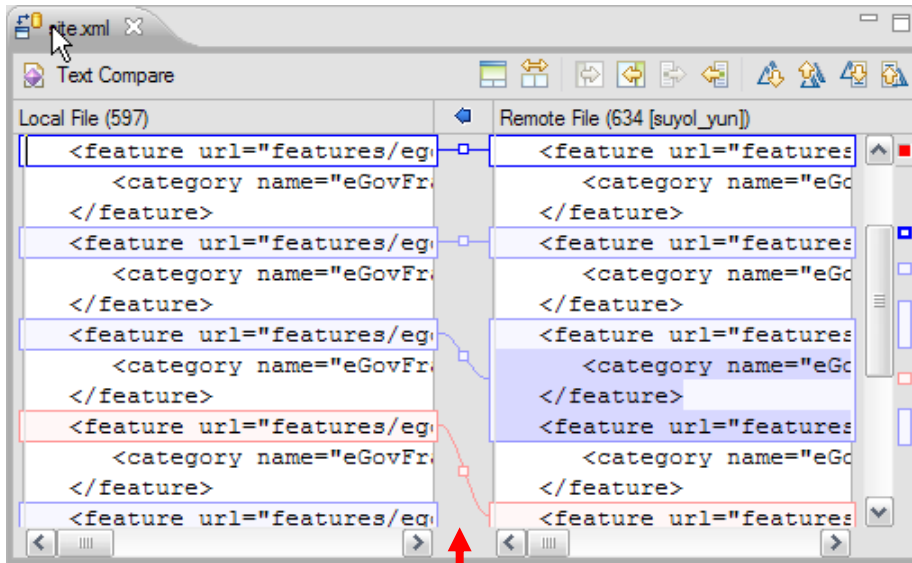 site.xml
Text Compare
Local File (597)
Remote File (634 [suyol_yun])
<feature url="features/eg
<category name="eGovFr
</feature>
<feature url="features/eg
<category name="eGovFr
</feature>
<feature url="features/eg
<category name="eGovFr
</feature>
<feature url="features/eg
<category name="eGovFr
</feature>
<feature url="features/eg
<feature url="features
<category name="eGo
</feature>
<feature url="features
<category name="eGo
</feature>
<feature url="features
<category name="eGo
</feature>
<feature url="features
<category name="eGo
</feature>
<feature url="features